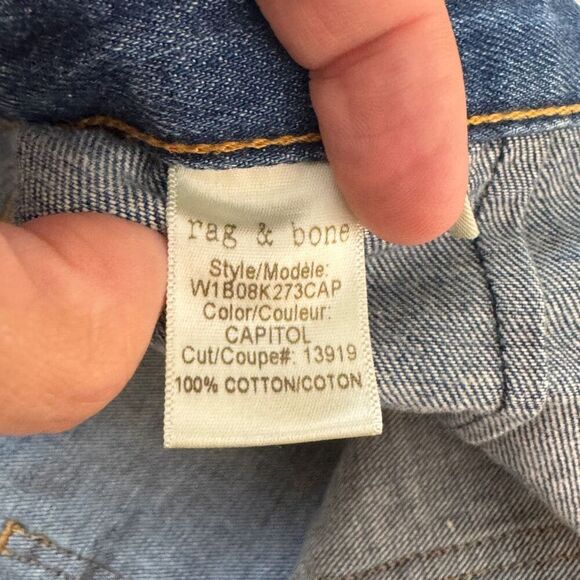 rag & bone
Style/Modèle:
W1B08K273CAP
Color/Couleur:
CAPITOL
Cut/Coupe#: 13919
100% COTTON/COTON